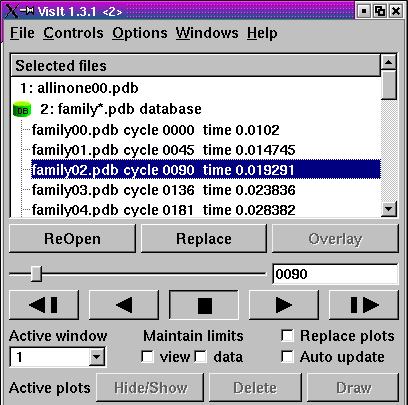 VisIt 1.3.1 <2>
File Controls Options Windows Help
Selected files
1: allinone00.pdb
DB 2: family*.pdb database
family00.pdb cycle 0000 time 0.0102
family01.pdb cycle 0045 time 0.014745
family02.pdb cycle 0090 time 0.019291
family03.pdb cycle 0136 time 0.023836
family04.pdb cycle 0181 time 0.028382
ReOpen Replace Overlay
0090
Active window Maintain limits Replace plots
1 view data Auto update
Active plots Hide/Show Delete Draw